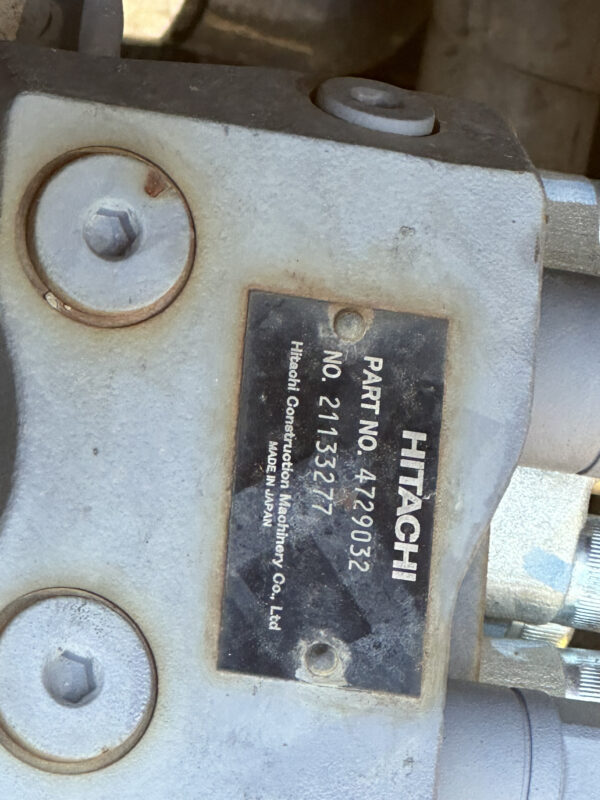 HITACHI
PART NO. 4729032
NO. 21133277
Hitachi Construction Machinery Co., Ltd
MADE IN JAPAN